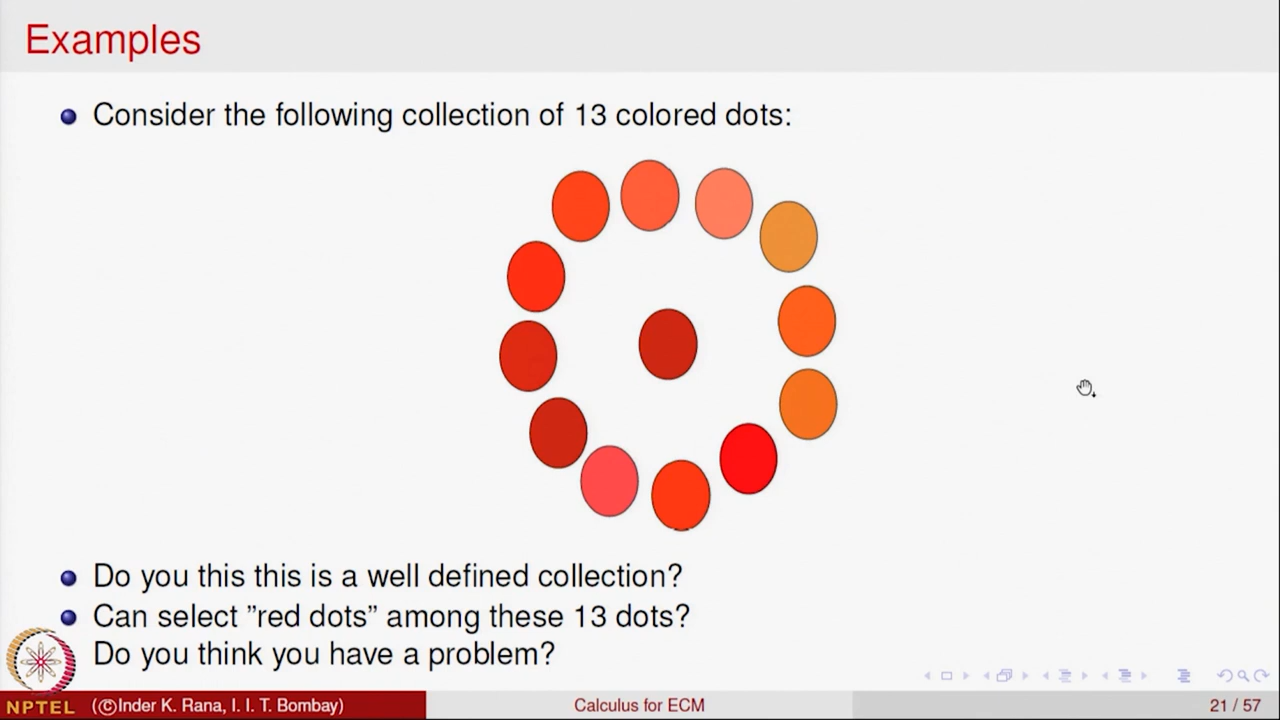 Examples
Consider the following collection of 13 colored dots:
Do you this this is a well defined collection?
Can select ”red dots” among these 13 dots?
Do you think you have a problem?
NPTEL (©Inder K. Rana, I. I. T. Bombay) Calculus for ECM 21 / 57